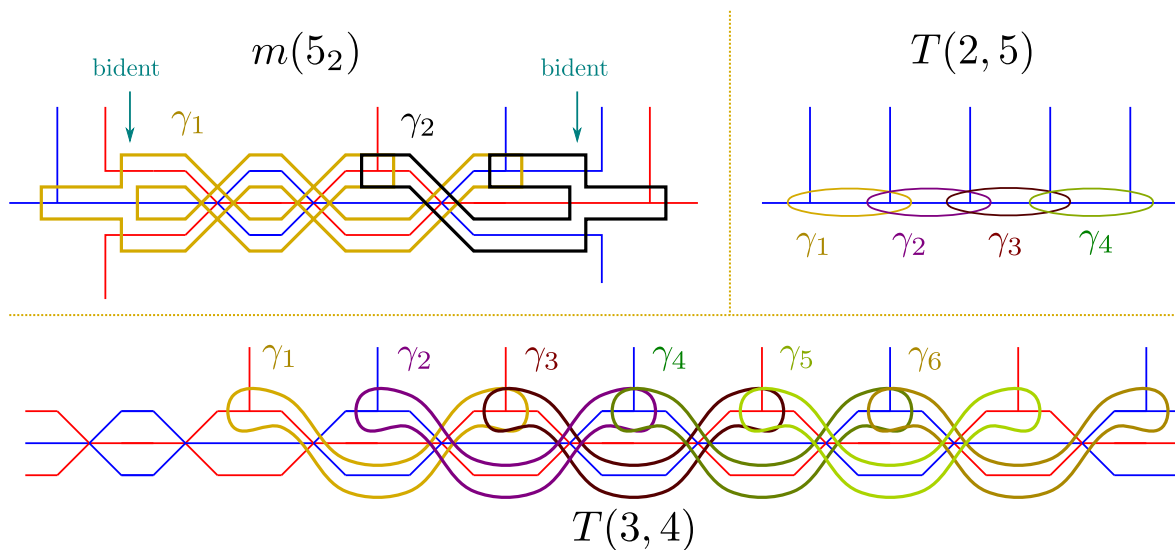 m(5₂)
bident
bident
γ₁
γ₂
T(2, 5)
γ₁
γ₂
γ₃
γ₄
γ₁
γ₂
γ₃
γ₄
γ₅
γ₆
T(3, 4)